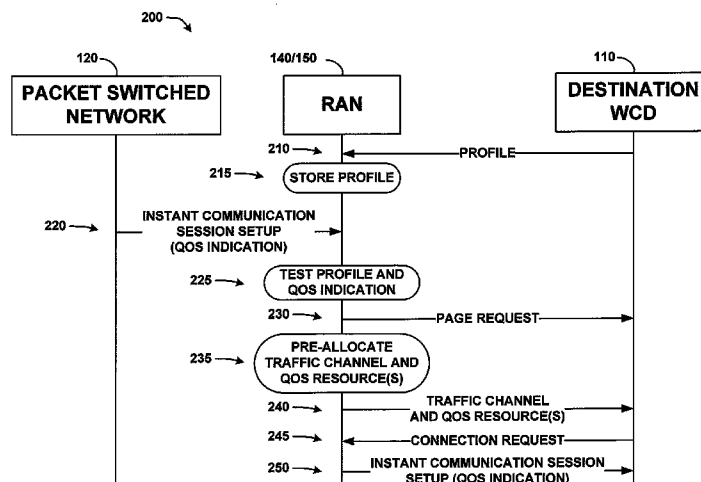 200
120
140/150
110
PACKET SWITCHED
NETWORK
RAN
DESTINATION
WCD
210
PROFILE
215
STORE PROFILE
220
INSTANT COMMUNICATION
SESSION SETUP
(QOS INDICATION)
225
TEST PROFILE AND
QOS INDICATION
230
PAGE REQUEST
235
PRE-ALLOCATE
TRAFFIC CHANNEL AND
QOS RESOURCE(S)
240
TRAFFIC CHANNEL
AND QOS RESOURCE(S)
245
CONNECTION REQUEST
250
INSTANT COMMUNICATION SESSION
SETUP (QOS INDICATION)